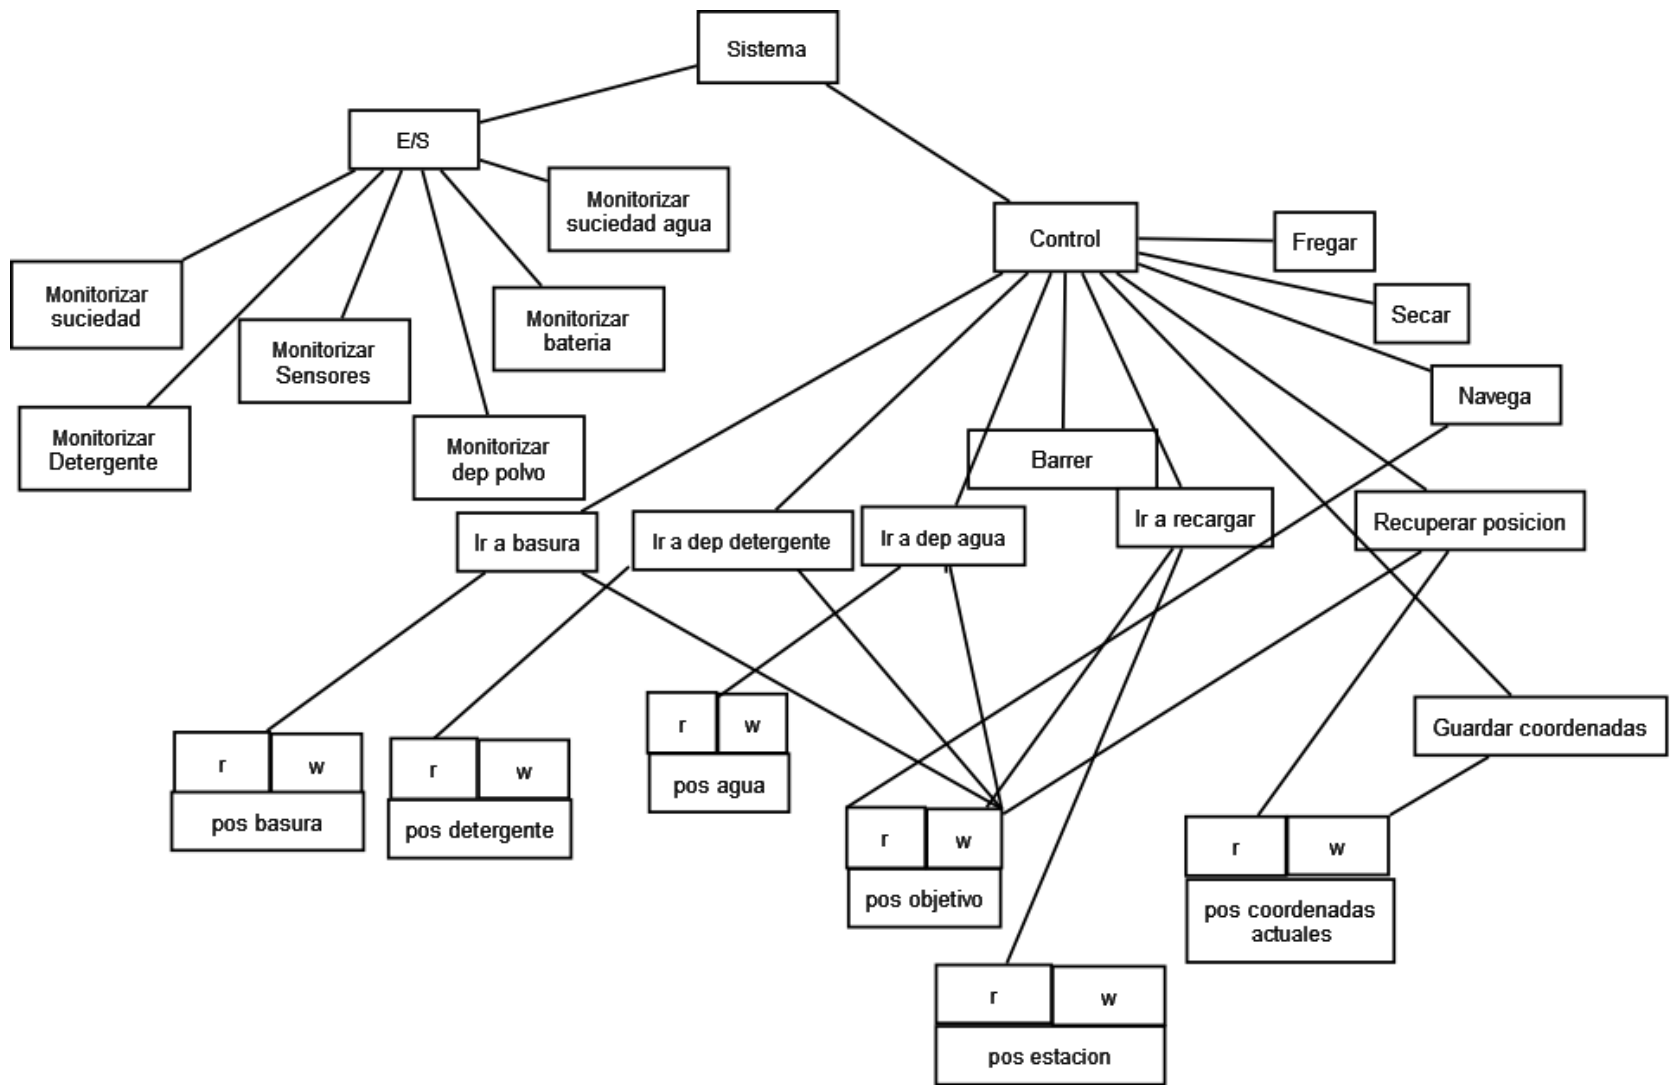 Sistema
E/S
Monitorizar
suciedad agua
Control
Fregar
Monitorizar
suciedad
Monitorizar
Sensores
Monitorizar
bateria
Secar
Navega
Monitorizar
Detergente
Monitorizar
dep polvo
Barrer
Ir a basura
Ir a dep detergente
Ir a dep agua
Ir a recargar
Recuperar posicion
r
w
pos agua
Guardar coordenadas
r
w
pos basura
r
w
pos detergente
r
w
pos objetivo
r
w
pos coordenadas
actuales
r
w
pos estacion